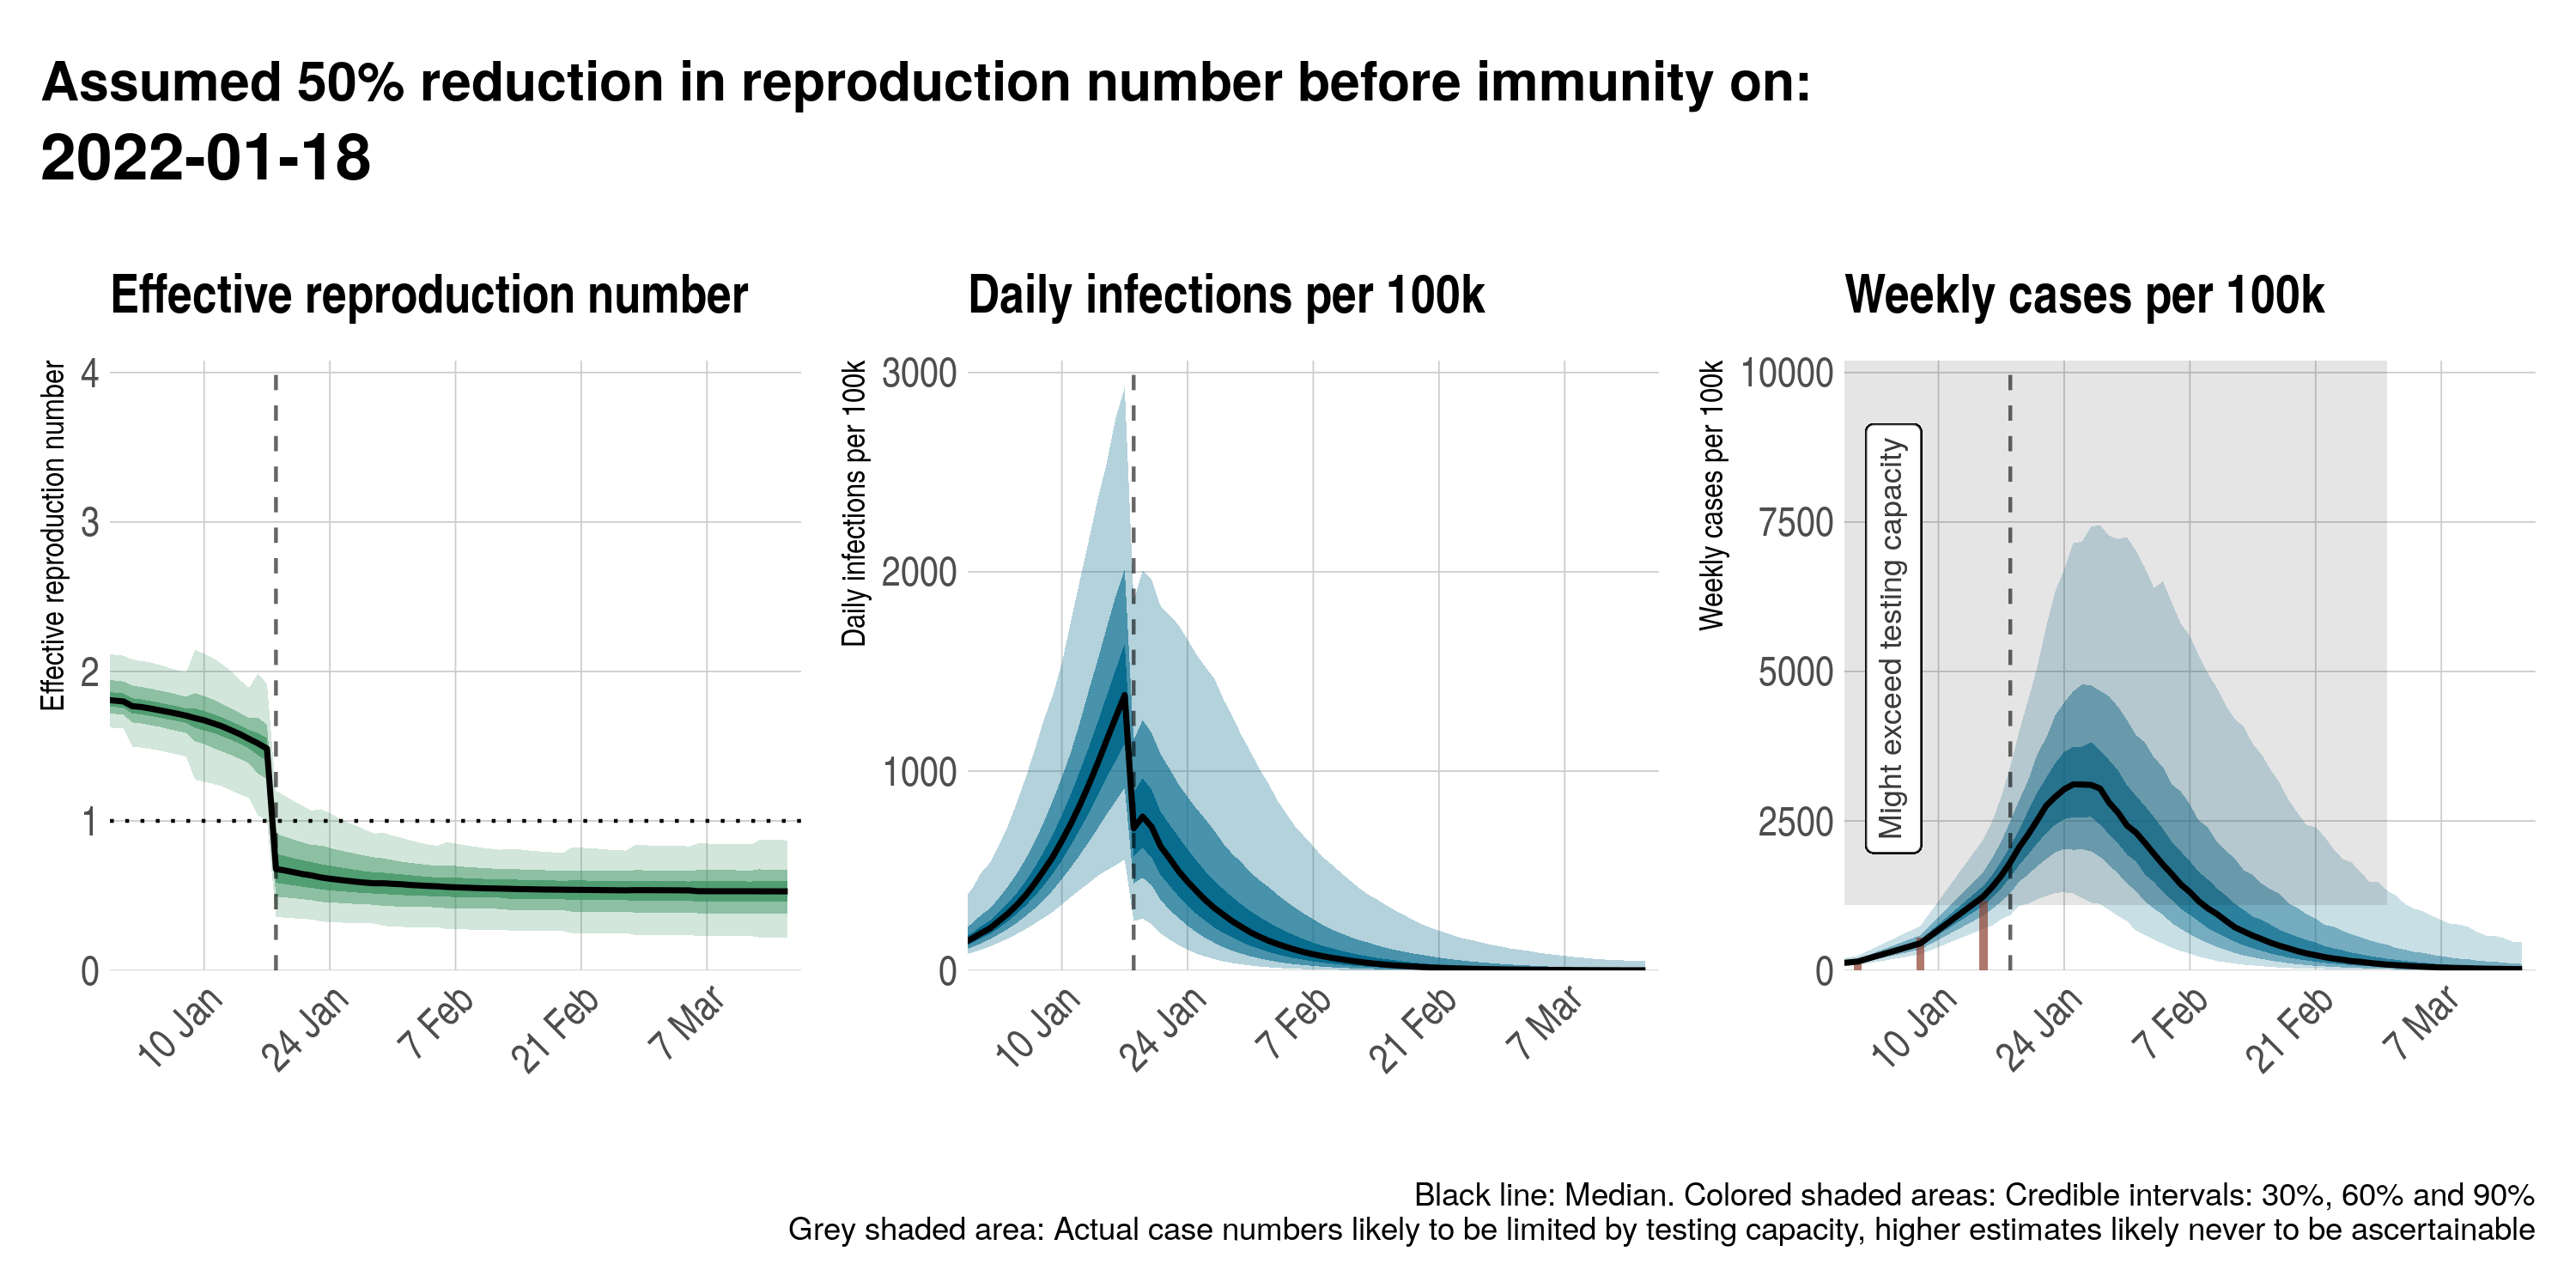 Assumed 50% reduction in reproduction number before immunity on:
2022-01-18
Effective reproduction number
Effective reproduction number
4
3
2
1
0
10 Jan
24 Jan
7 Feb
21 Feb
7 Mar
Daily infections per 100k
Daily infections per 100k
3000
2000
1000
0
10 Jan
24 Jan
7 Feb
21 Feb
7 Mar
Weekly cases per 100k
Weekly cases per 100k
10000
7500
5000
2500
0
Might exceed testing capacity
10 Jan
24 Jan
7 Feb
21 Feb
7 Mar
Black line: Median. Colored shaded areas: Credible intervals: 30%, 60% and 90%
Grey shaded area: Actual case numbers likely to be limited by testing capacity, higher estimates likely never to be ascertainable